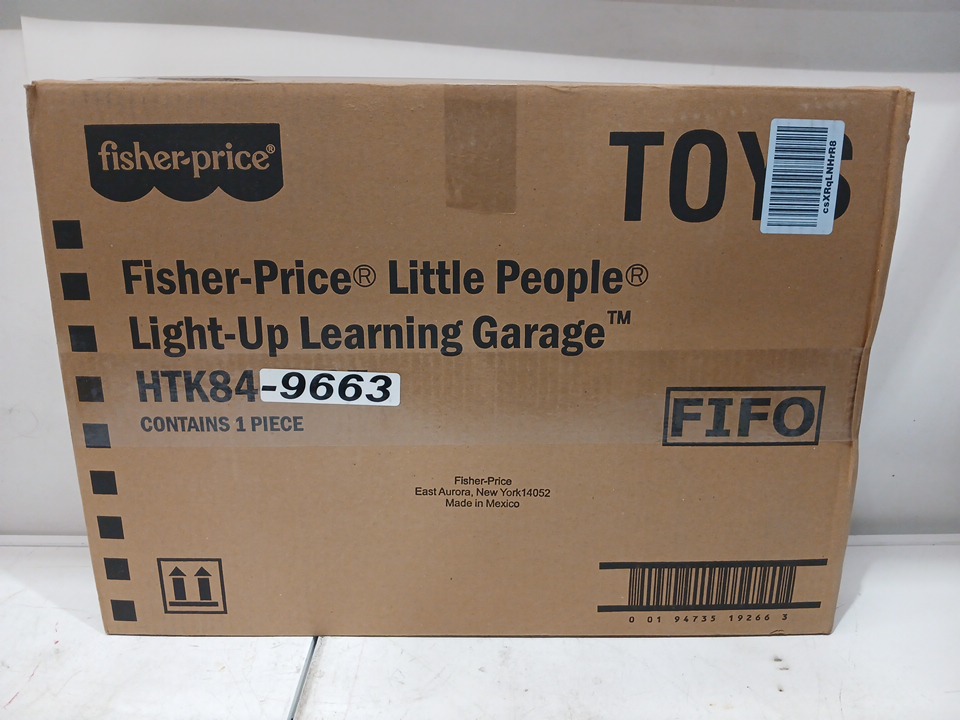 fisher-price®
TOYS
csXRqLNHrR8
Fisher-Price® Little People®
Light-Up Learning Garage™
HTK84-9663
CONTAINS 1 PIECE
FIFO
Fisher-Price
East Aurora, New York14052
Made in Mexico
0 01 94735 19266 3